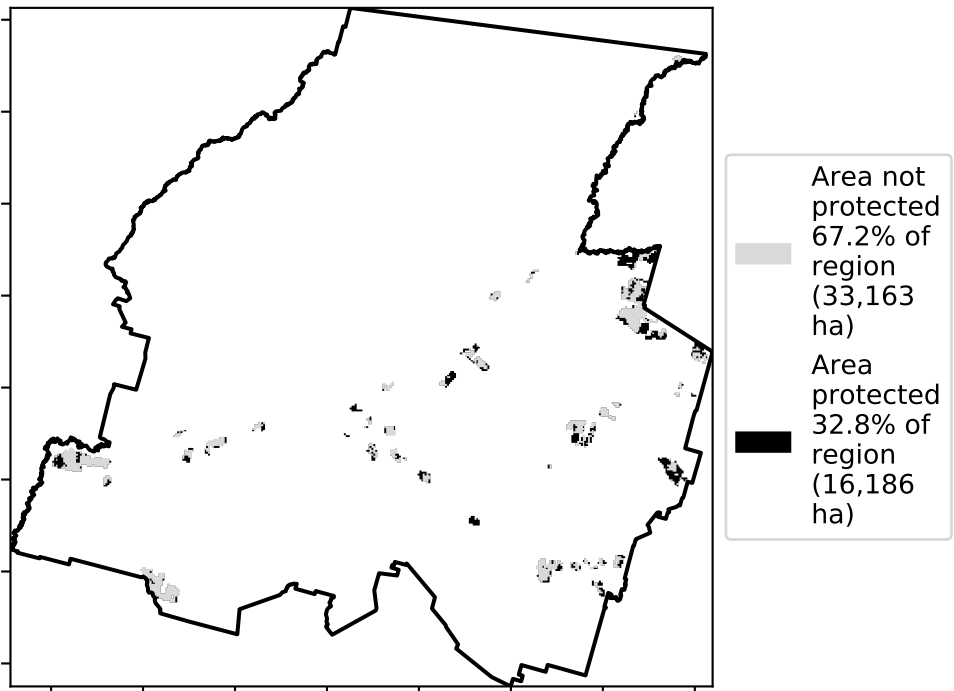 Area not
protected
67.2% of
region
(33,163
ha)
Area
protected
32.8% of
region
(16,186
ha)